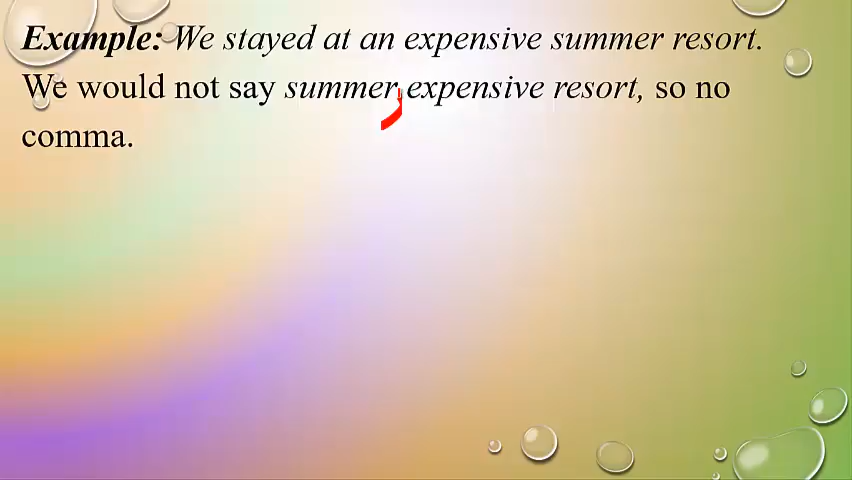 Example: We stayed at an expensive summer resort.
We would not say summer, expensive resort, so no
comma.